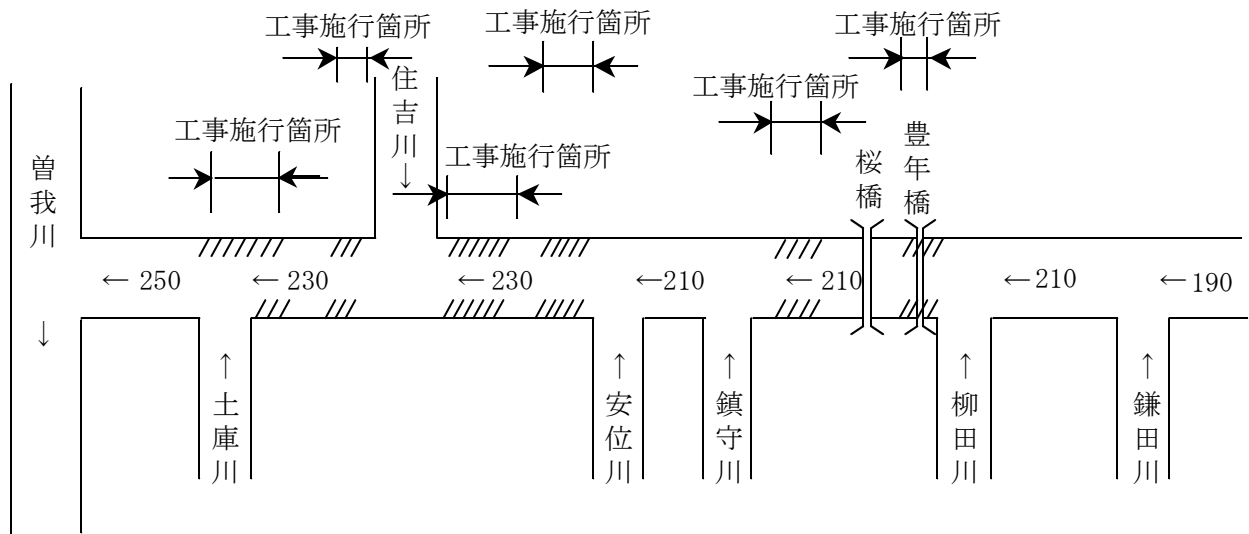 工事施行箇所
工事施行箇所
工事施行箇所
工事施行箇所
工事施行箇所
工事施行箇所
曽我川
↓
住吉川↓
桜橋
豊年橋
← 250
← 230
← 230
←210
← 210
←210
←190
↑土庫川
↑安位川
↑鎮守川
↑柳田川
↑鎌田川